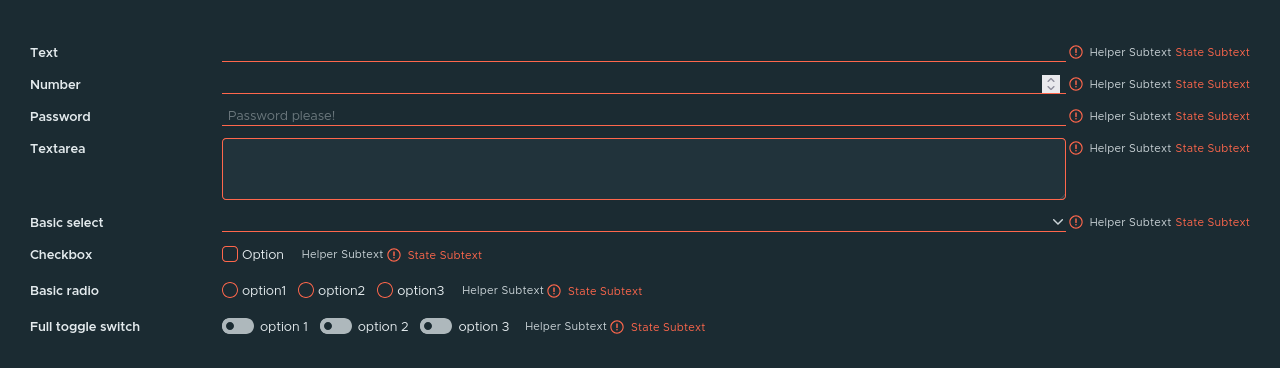 Text Helper Subtext State Subtext
Number Helper Subtext State Subtext
Password Password please! Helper Subtext State Subtext
Textarea Helper Subtext State Subtext
Basic select Helper Subtext State Subtext
Checkbox Option Helper Subtext State Subtext
Basic radio option1 option2 option3 Helper Subtext State Subtext
Full toggle switch option 1 option 2 option 3 Helper Subtext State Subtext